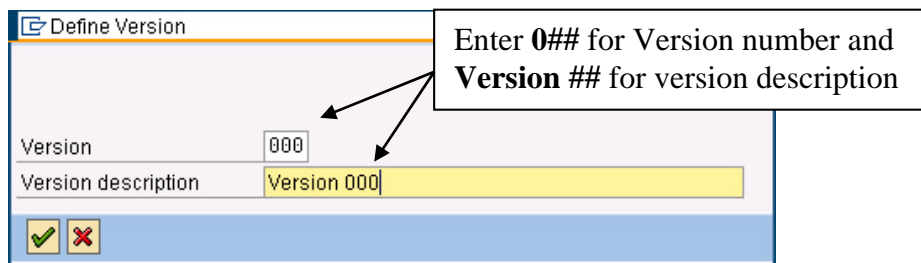 Define Version
Enter 0## for Version number and
Version ## for version description
Version 000
Version description Version 000